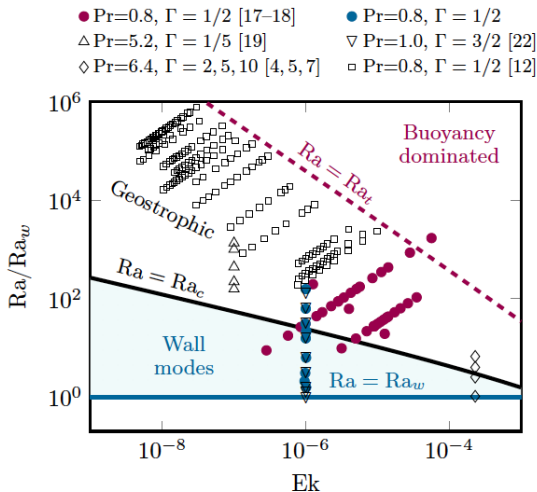 ● Pr=0.8, Γ = 1/2 [17–18]
● Pr=0.8, Γ = 1/2
△ Pr=5.2, Γ = 1/5 [19]
▽ Pr=1.0, Γ = 3/2 [22]
◇ Pr=6.4, Γ = 2, 5, 10 [4, 5, 7]
□ Pr=0.8, Γ = 1/2 [12]
10^6
10^4
10^2
10^0
Ra/Ra_w
Buoyancy
dominated
Ra = Ra_t
Geostrophic
Ra = Ra_c
Wall
modes
Ra = Ra_w
10^−8
10^−6
10^−4
Ek